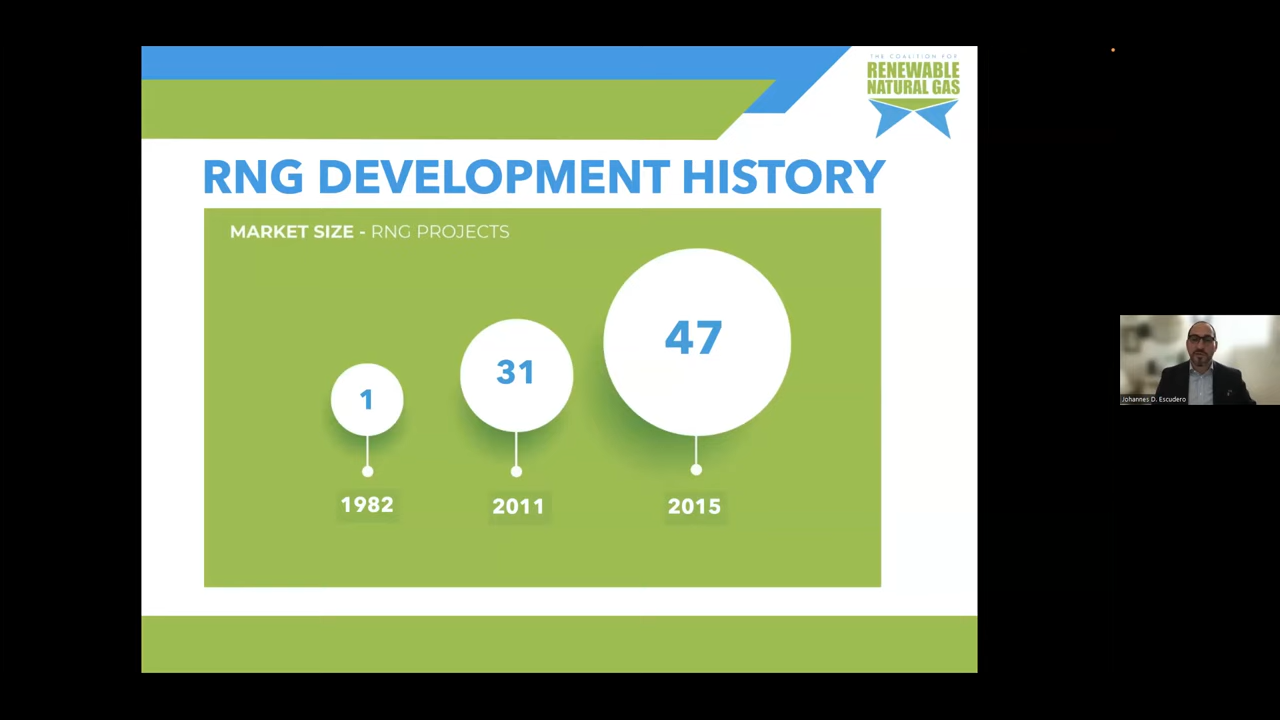 THE COALITION FOR
RENEWABLE
NATURAL GAS
RNG DEVELOPMENT HISTORY
MARKET SIZE - RNG PROJECTS
1
31
47
1982
2011
2015
Johannes D. Escudero